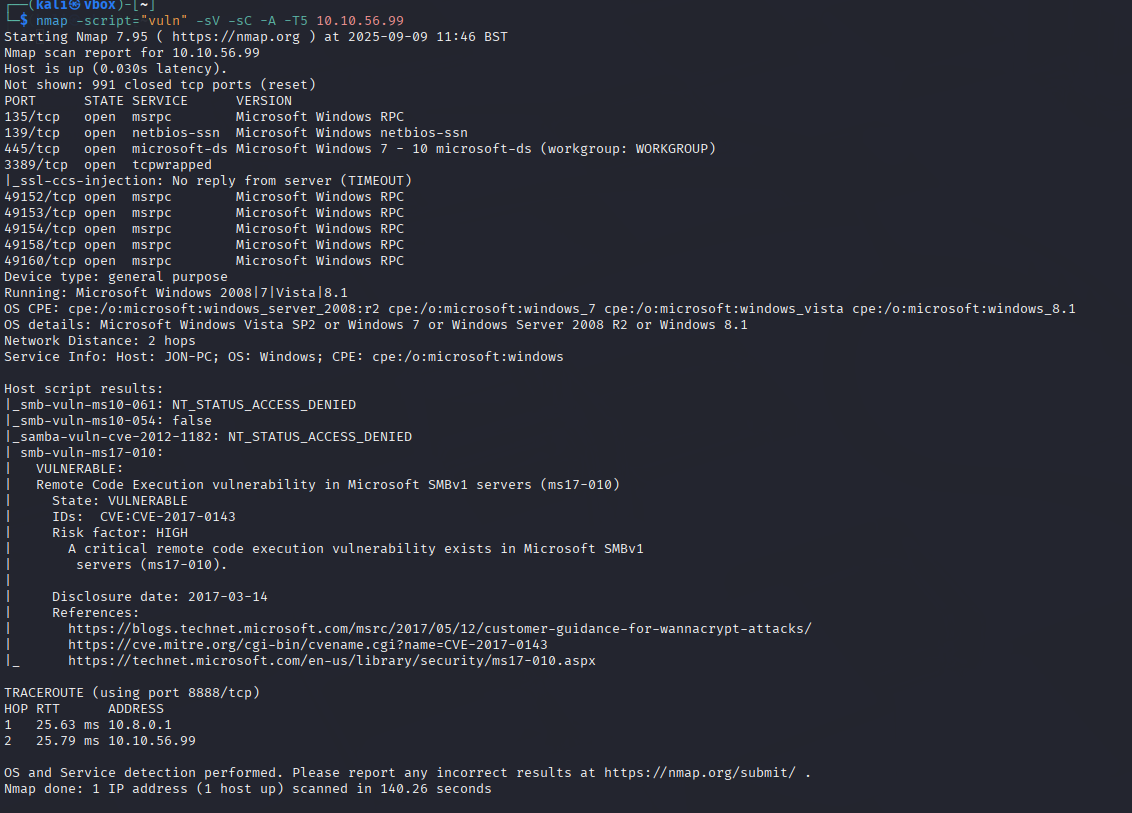 ┌──(kali㉿vbox)-[~]
└─$ nmap -script="vuln" -sV -sC -A -T5 10.10.56.99
Starting Nmap 7.95 ( https://nmap.org ) at 2025-09-09 11:46 BST
Nmap scan report for 10.10.56.99
Host is up (0.030s latency).
Not shown: 991 closed tcp ports (reset)
PORT      STATE SERVICE      VERSION
135/tcp   open  msrpc        Microsoft Windows RPC
139/tcp   open  netbios-ssn  Microsoft Windows netbios-ssn
445/tcp   open  microsoft-ds Microsoft Windows 7 - 10 microsoft-ds (workgroup: WORKGROUP)
3389/tcp  open  tcpwrapped
|_ssl-ccs-injection: No reply from server (TIMEOUT)
49152/tcp open  msrpc        Microsoft Windows RPC
49153/tcp open  msrpc        Microsoft Windows RPC
49154/tcp open  msrpc        Microsoft Windows RPC
49158/tcp open  msrpc        Microsoft Windows RPC
49160/tcp open  msrpc        Microsoft Windows RPC
Device type: general purpose
Running: Microsoft Windows 2008|7|Vista|8.1
OS CPE: cpe:/o:microsoft:windows_server_2008:r2 cpe:/o:microsoft:windows_7 cpe:/o:microsoft:windows_vista cpe:/o:microsoft:windows_8.1
OS details: Microsoft Windows Vista SP2 or Windows 7 or Windows Server 2008 R2 or Windows 8.1
Network Distance: 2 hops
Service Info: Host: JON-PC; OS: Windows; CPE: cpe:/o:microsoft:windows

Host script results:
|_smb-vuln-ms10-061: NT_STATUS_ACCESS_DENIED
|_smb-vuln-ms10-054: false
|_samba-vuln-cve-2012-1182: NT_STATUS_ACCESS_DENIED
| smb-vuln-ms17-010:
|   VULNERABLE:
|   Remote Code Execution vulnerability in Microsoft SMBv1 servers (ms17-010)
|     State: VULNERABLE
|     IDs:  CVE:CVE-2017-0143
|     Risk factor: HIGH
|       A critical remote code execution vulnerability exists in Microsoft SMBv1
|        servers (ms17-010).
|
|     Disclosure date: 2017-03-14
|     References:
|       https://blogs.technet.microsoft.com/msrc/2017/05/12/customer-guidance-for-wannacrypt-attacks/
|       https://cve.mitre.org/cgi-bin/cvename.cgi?name=CVE-2017-0143
|_      https://technet.microsoft.com/en-us/library/security/ms17-010.aspx

TRACEROUTE (using port 8888/tcp)
HOP RTT      ADDRESS
1   25.63 ms 10.8.0.1
2   25.79 ms 10.10.56.99

OS and Service detection performed. Please report any incorrect results at https://nmap.org/submit/ .
Nmap done: 1 IP address (1 host up) scanned in 140.26 seconds